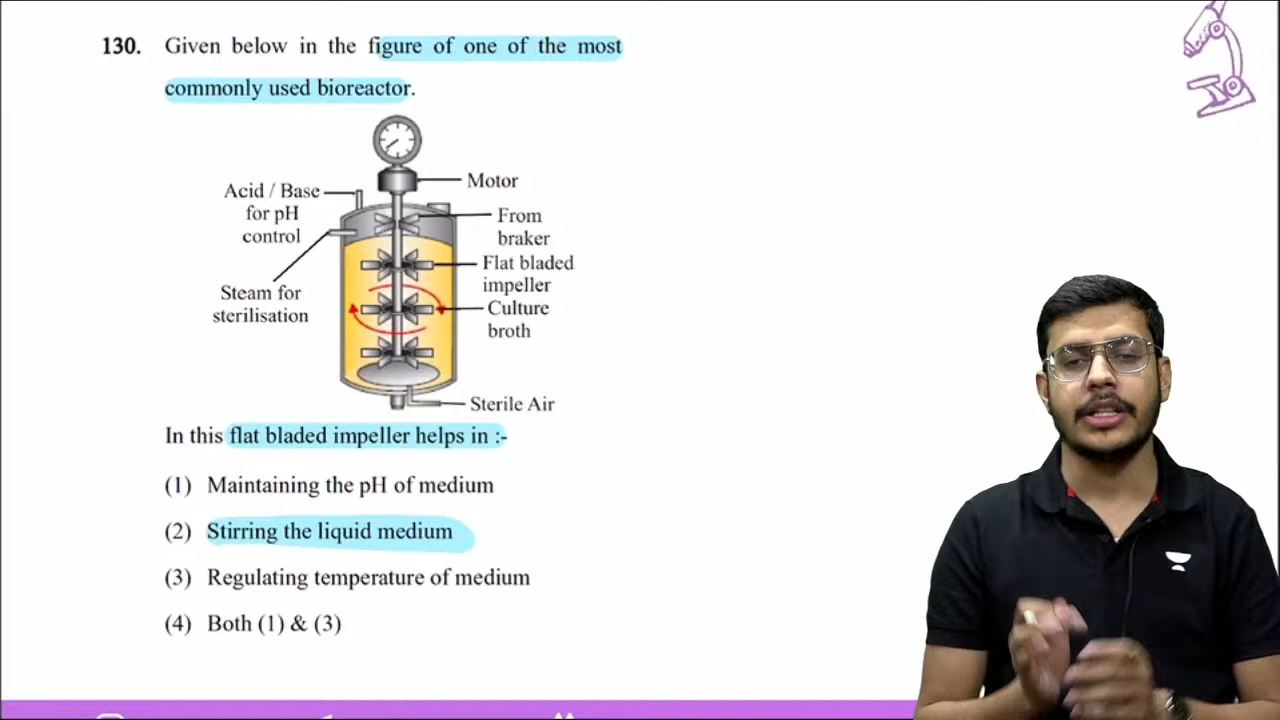 130. Given below in the figure of one of the most
commonly used bioreactor.
Motor
Acid / Base
for pH
control
From
braker
Flat bladed
impeller
Steam for
sterilisation
Culture
broth
Sterile Air
In this flat bladed impeller helps in :-
(1) Maintaining the pH of medium
(2) Stirring the liquid medium
(3) Regulating temperature of medium
(4) Both (1) & (3)